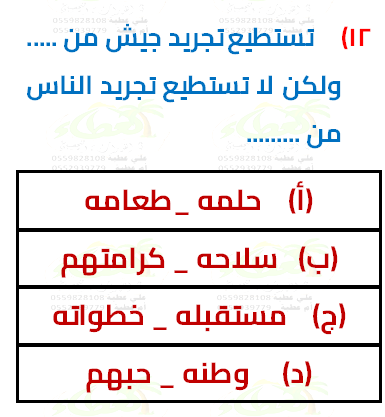 ١٢) تستطيع تجريد جيش من .....
ولكن لا تستطيع تجريد الناس
من .........
(أ) حلمه _ طعامه
(ب) سلاحه _ كرامتهم
(ج) مستقبله _ خطواته
(د) وطنه _ حبهم